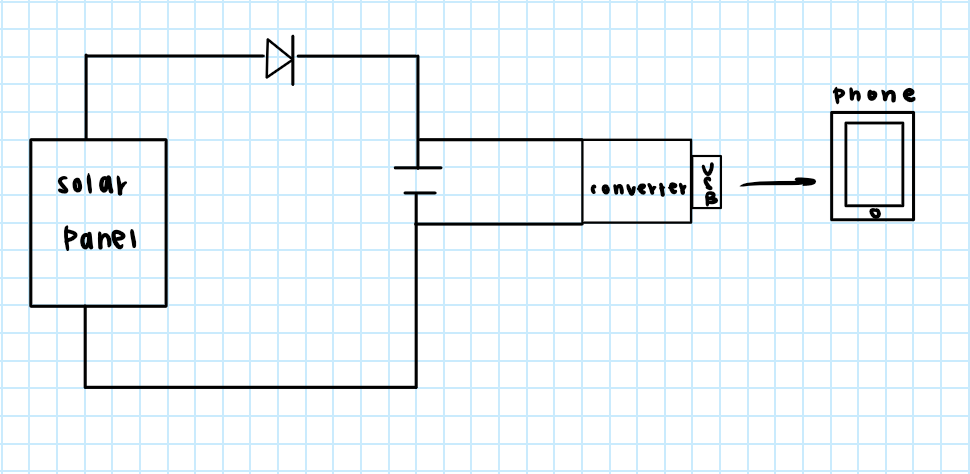 phone
solar
panel
converter
USB